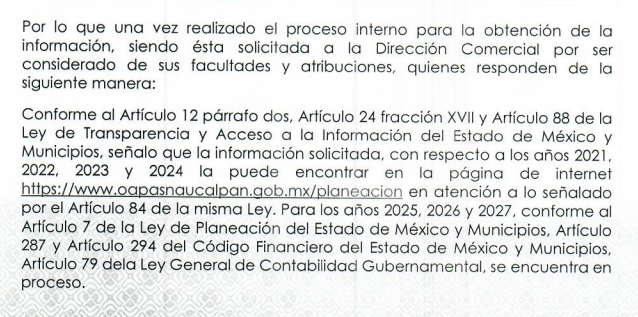 Por lo que una vez realizado el proceso interno para la obtención de la
información, siendo ésta solicitada a la Dirección Comercial por ser
considerado de sus facultades y atribuciones, quienes responden de la
siguiente manera:
Conforme al Artículo 12 párrafo dos, Artículo 24 fracción XVII y Artículo 88 de la
Ley de Transparencia y Acceso a la Información del Estado de México y
Municipios, señalo que la información solicitada, con respecto a los años 2021,
2022, 2023 y 2024 la puede encontrar en la página de internet
https://www.oapasnaucalpan.gob.mx/planeacion en atención a lo señalado
por el Artículo 84 de la misma Ley. Para los años 2025, 2026 y 2027, conforme al
Artículo 7 de la Ley de Planeación del Estado de México y Municipios, Artículo
287 y Artículo 294 del Código Financiero del Estado de México y Municipios,
Artículo 79 dela Ley General de Contabilidad Gubernamental, se encuentra en
proceso.